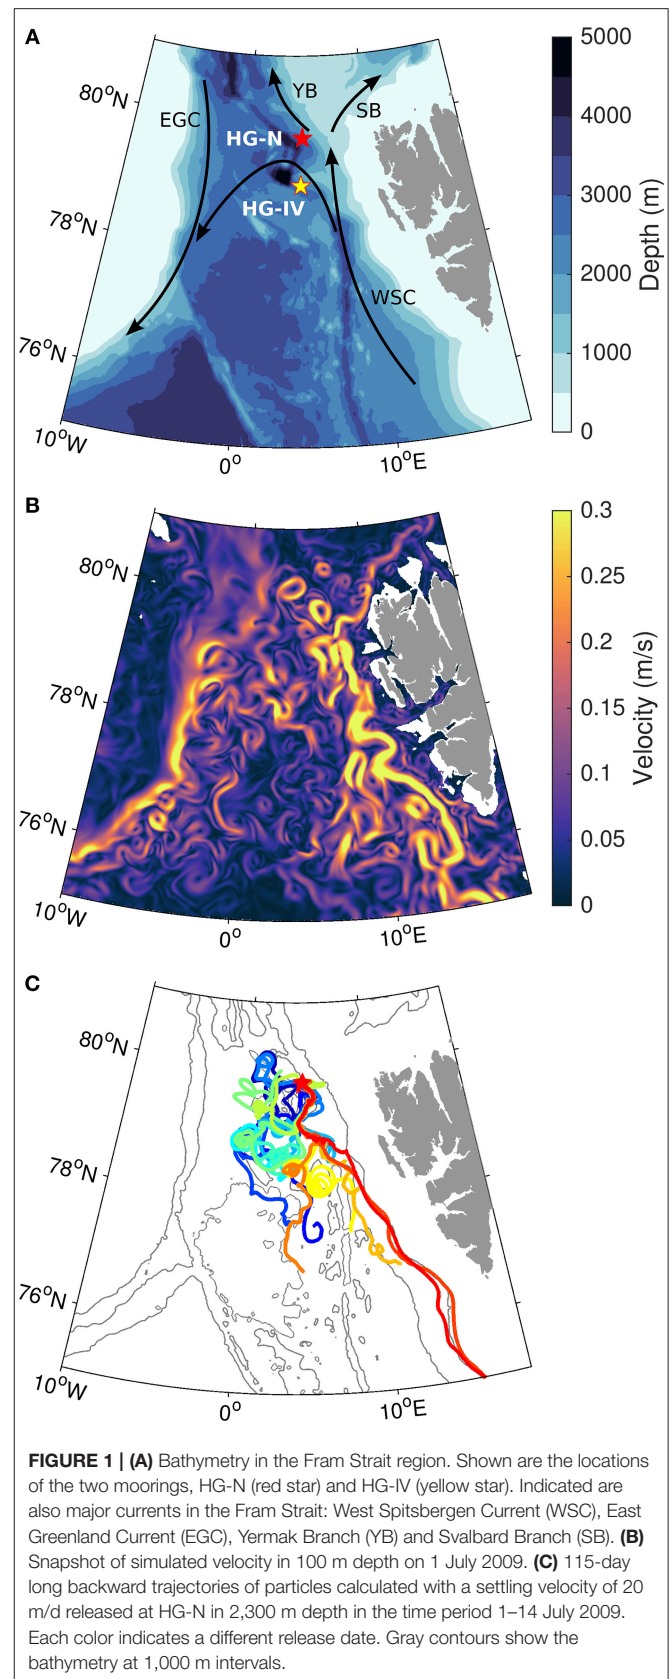 A
80°N
78°N
76°N
10°W
0°
10°E
EGC
YB
SB
HG-N
HG-IV
WSC
5000
4000
3000
2000
1000
0
Depth (m)
B
80°N
78°N
76°N
10°W
0°
10°E
0.3
0.25
0.2
0.15
0.1
0.05
0
Velocity (m/s)
C
80°N
78°N
76°N
10°W
0°
10°E
FIGURE 1 | (A) Bathymetry in the Fram Strait region. Shown are the locations
of the two moorings, HG-N (red star) and HG-IV (yellow star). Indicated are
also major currents in the Fram Strait: West Spitsbergen Current (WSC), East
Greenland Current (EGC), Yermak Branch (YB) and Svalbard Branch (SB). (B)
Snapshot of simulated velocity in 100 m depth on 1 July 2009. (C) 115-day
long backward trajectories of particles calculated with a settling velocity of 20
m/d released at HG-N in 2,300 m depth in the time period 1–14 July 2009.
Each color indicates a different release date. Gray contours show the
bathymetry at 1,000 m intervals.